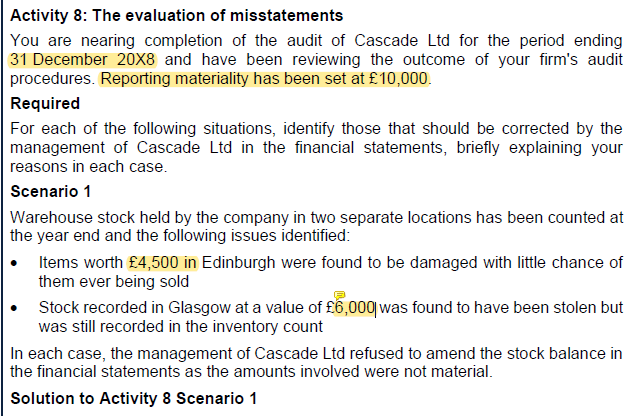 Activity 8: The evaluation of misstatements
You are nearing completion of the audit of Cascade Ltd for the period ending
31 December 20X8 and have been reviewing the outcome of your firm's audit
procedures. Reporting materiality has been set at £10,000.
Required
For each of the following situations, identify those that should be corrected by the
management of Cascade Ltd in the financial statements, briefly explaining your
reasons in each case.
Scenario 1
Warehouse stock held by the company in two separate locations has been counted at
the year end and the following issues identified:
• Items worth £4,500 in Edinburgh were found to be damaged with little chance of
them ever being sold
• Stock recorded in Glasgow at a value of £6,000 was found to have been stolen but
was still recorded in the inventory count
In each case, the management of Cascade Ltd refused to amend the stock balance in
the financial statements as the amounts involved were not material.
Solution to Activity 8 Scenario 1